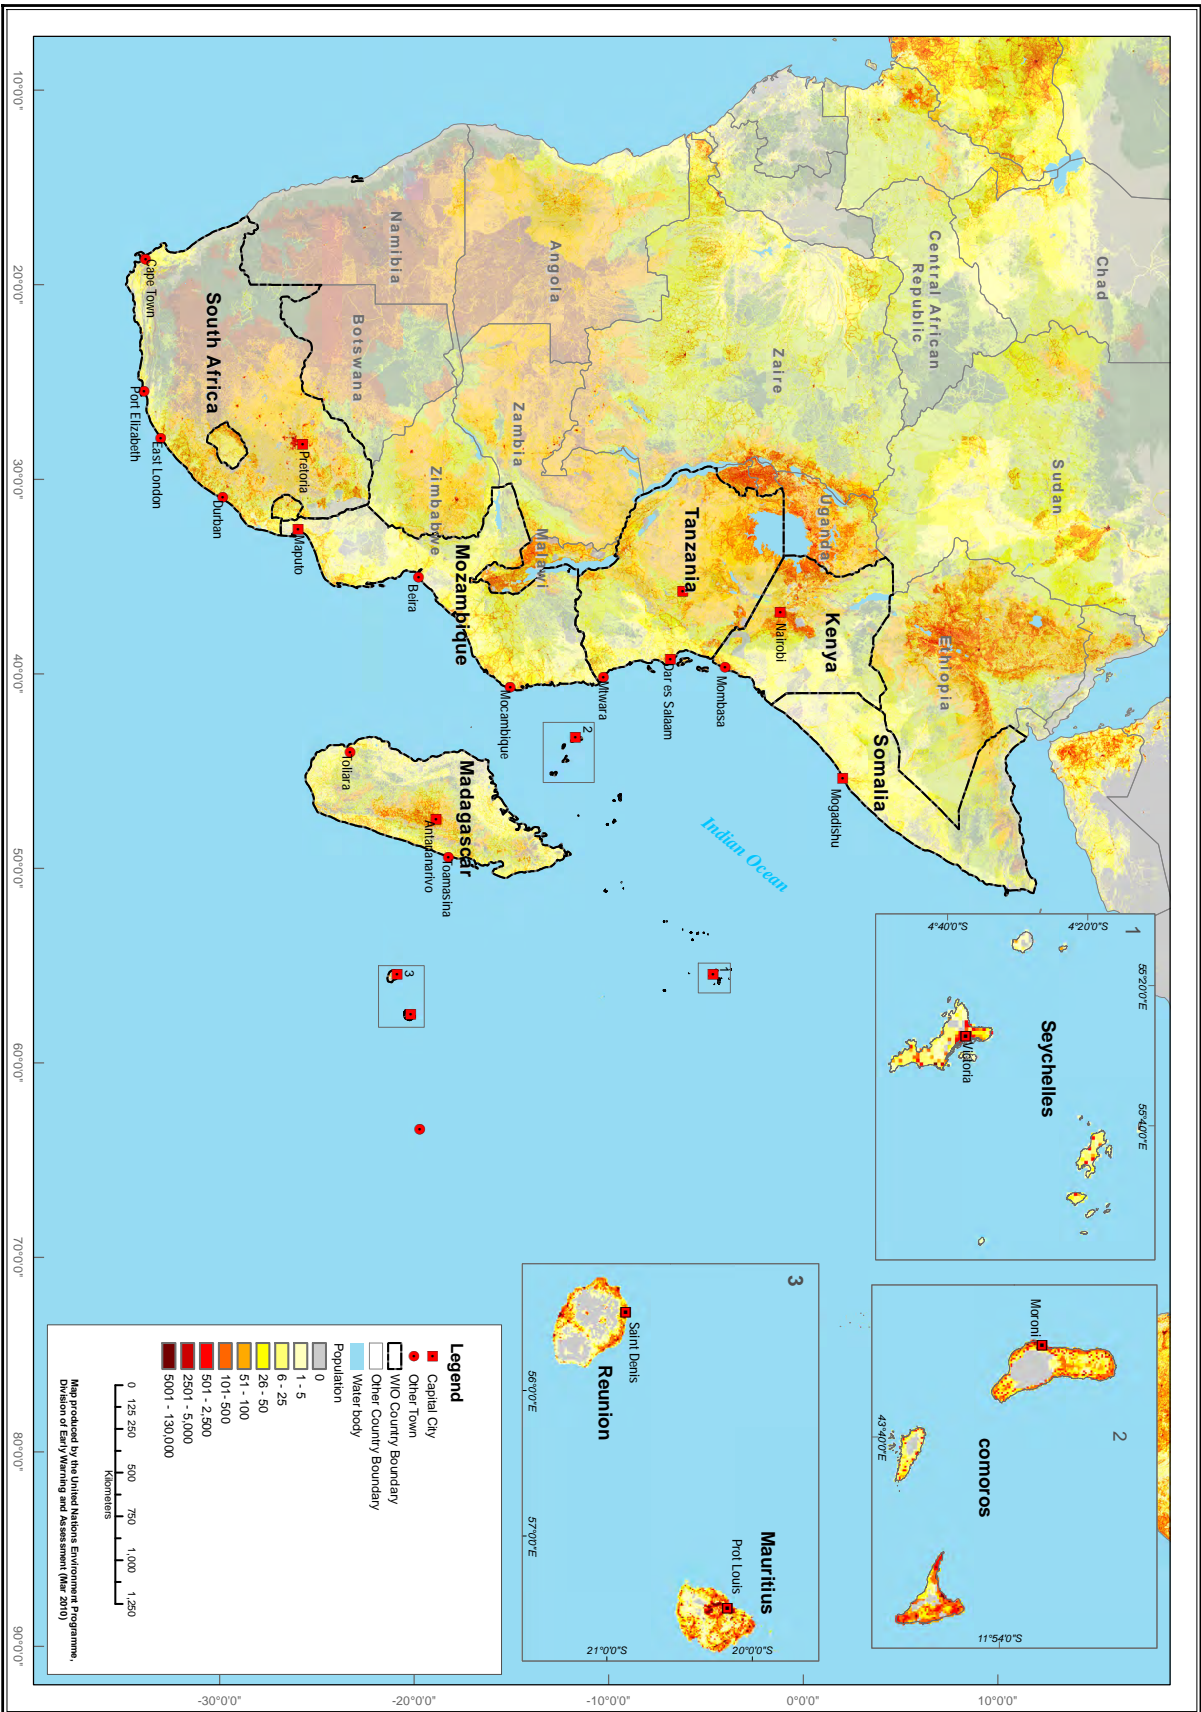 Chad
Sudan
Central African
Republic
Ethiopia
Zaire
Uganda
Kenya
Nairobi
Somalia
Mogadishu
Mombasa
Tanzania
Dar es Salaam
Mtwara
Angola
Zambia
Malawi
Mozambique
Mocambique
Beira
Maputo
Zimbabwe
Namibia
Botswana
South Africa
Pretoria
Durban
East London
Port Elizabeth
Cape Town
Madagascar
Antananarivo
Toamasina
Toliara
Indian Ocean
1
2
3
1
Seychelles
Victoria
4°40'0"S
4°20'0"S
55°20'0"E
55°40'0"E
2
comoros
Moroni
43°40'0"E
11°54'0"S
3
Reunion
Saint Denis
Mauritius
Prot Louis
56°0'0"E
57°0'0"E
21°0'0"S
20°0'0"S
Legend
Capital City
Other Town
WIO Country Boundary
Other Country Boundary
Water body
Population
0
1 - 5
6 - 25
26 - 50
51 - 100
101- 500
501 - 2,500
2501 - 5,000
5001 - 130,000
0 125 250 500 750 1,000 1,250
Kilometers
Map produced by the United Nations Environment Programme,
Division of Early Warning and Assessment (Mar 2010)
10°0'0"
20°0'0"
30°0'0"
40°0'0"
50°0'0"
60°0'0"
70°0'0"
80°0'0"
90°0'0"
10°0'0"
0°0'0"
-10°0'0"
-20°0'0"
-30°0'0"